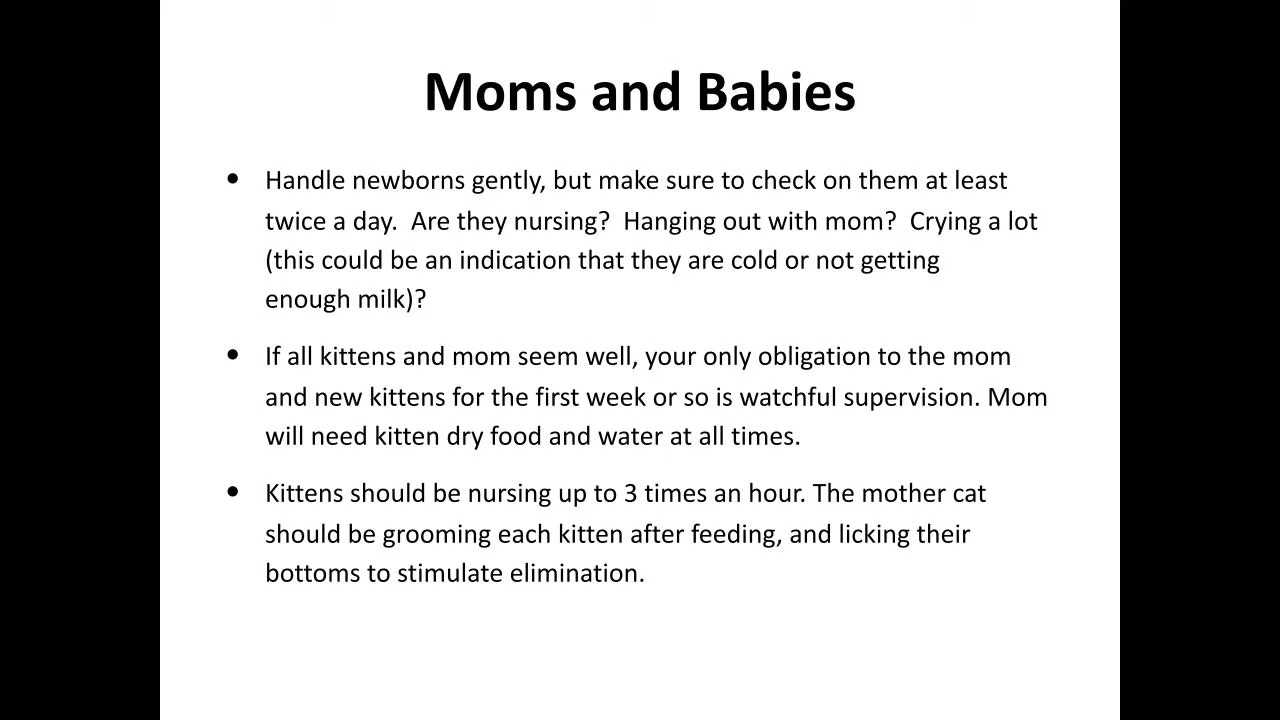 Moms and Babies
• Handle newborns gently, but make sure to check on them at least
twice a day.  Are they nursing?  Hanging out with mom?  Crying a lot
(this could be an indication that they are cold or not getting
enough milk)?
• If all kittens and mom seem well, your only obligation to the mom
and new kittens for the first week or so is watchful supervision. Mom
will need kitten dry food and water at all times.
• Kittens should be nursing up to 3 times an hour. The mother cat
should be grooming each kitten after feeding, and licking their
bottoms to stimulate elimination.